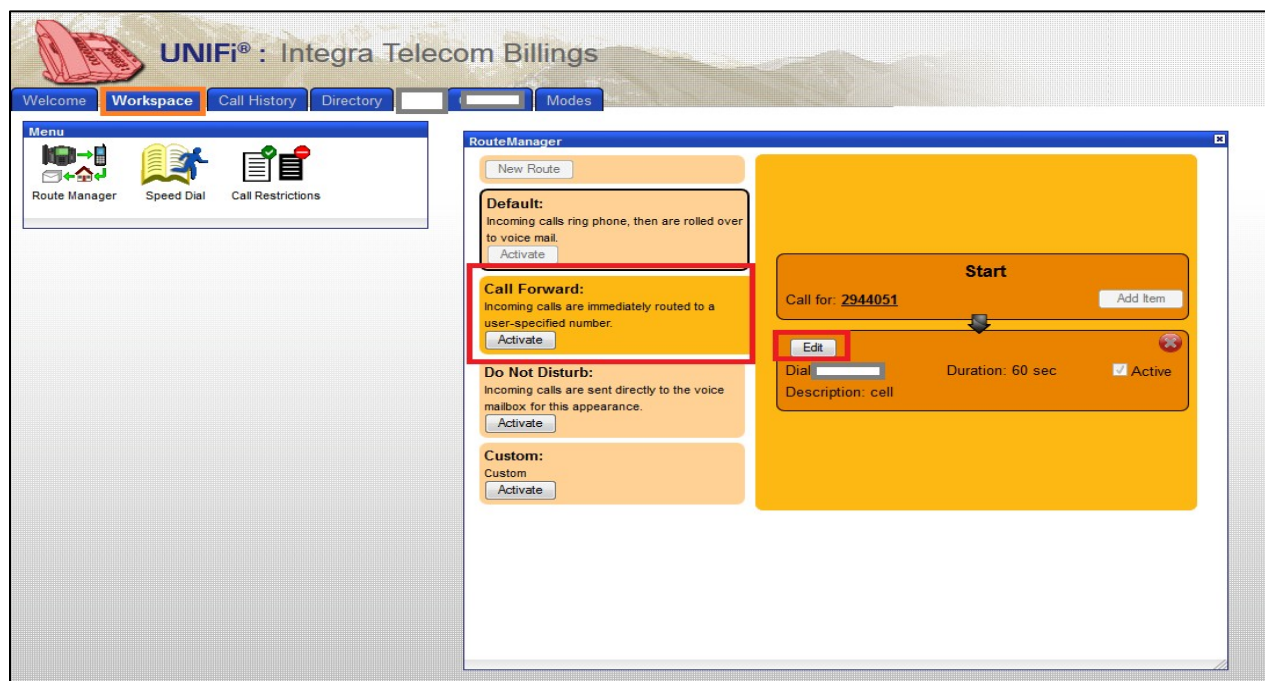 UNIFi® : Integra Telecom Billings
Welcome Workspace Call History Directory Modes
Menu
Route Manager Speed Dial Call Restrictions
RouteManager
New Route
Default:
Incoming calls ring phone, then are rolled over
to voice mail.
Activate
Call Forward:
Incoming calls are immediately routed to a
user-specified number.
Activate
Do Not Disturb:
Incoming calls are sent directly to the voice
mailbox for this appearance.
Activate
Custom:
Custom
Activate
Start
Call for: 2944051 Add Item
Edit
Dial Duration: 60 sec Active
Description: cell